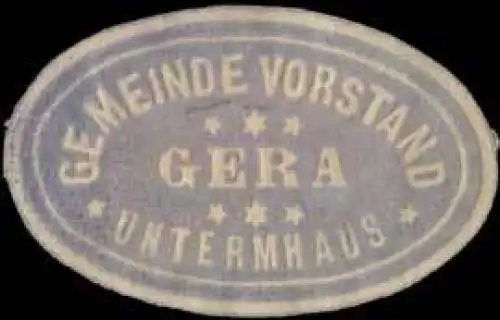 GEMEINDE VORSTAND
GERA
UNTERMHAUS